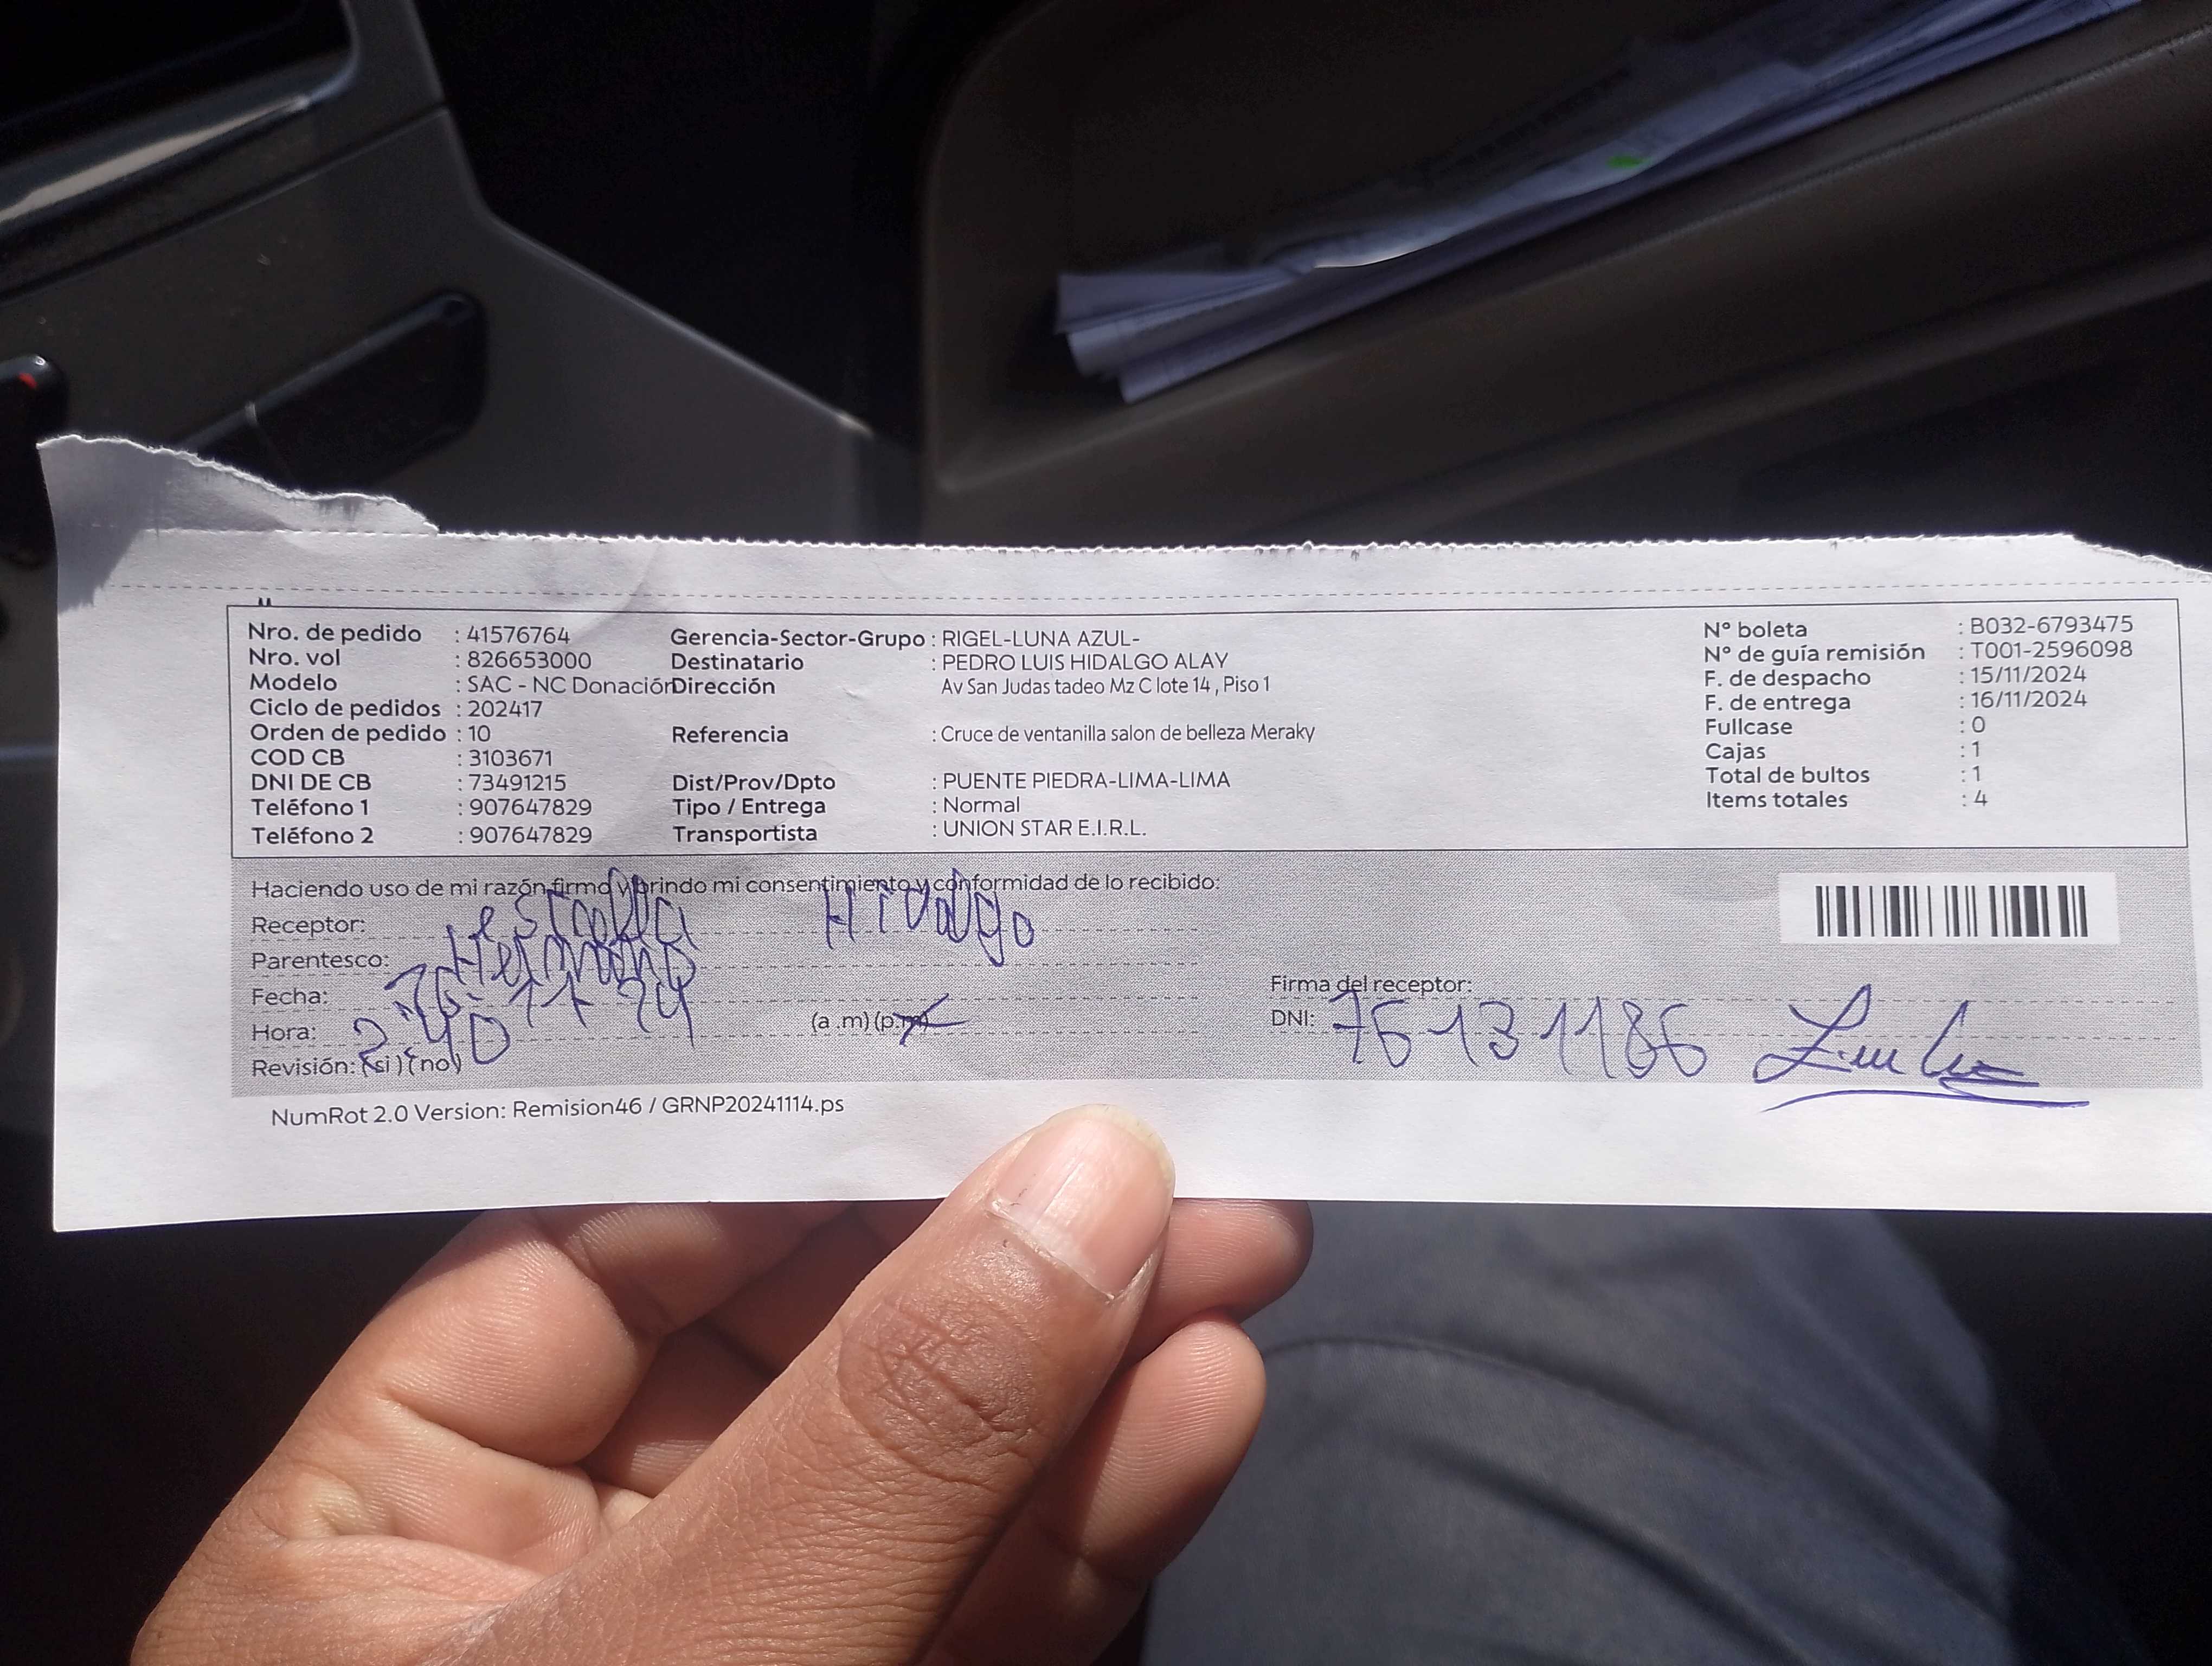 Nro. de pedido : 41576764 Gerencia-Sector-Grupo : RIGEL-LUNA AZUL- N° boleta : B032-6793475
Nro. vol : 826653000 Destinatario : PEDRO LUIS HIDALGO ALAY N° de guía remisión : T001-2596098
Modelo : SAC - NC Donación Dirección Av San Judas tadeo Mz C lote 14 , Piso 1 F. de despacho : 15/11/2024
Ciclo de pedidos : 202417 F. de entrega : 16/11/2024
Orden de pedido : 10 Referencia : Cruce de ventanilla salon de belleza Meraky Fullcase : 0
COD CB : 3103671 Cajas : 1
DNI DE CB : 73491215 Dist/Prov/Dpto : PUENTE PIEDRA-LIMA-LIMA Total de bultos : 1
Teléfono 1 : 907647829 Tipo / Entrega : Normal Items totales : 4
Teléfono 2 : 907647829 Transportista : UNION STAR E.I.R.L.
Haciendo uso de mi razón firmo y brindo mi consentimiento y conformidad de lo recibido:
Receptor: Hidalgo
Parentesco: Hermano
Fecha: 16-11-24 Firma del receptor:
Hora: 2:40 (a .m) (p.m) DNI: 76131186
Revisión: (si) (no)
NumRot 2.0 Version: Remision46 / GRNP20241114.ps